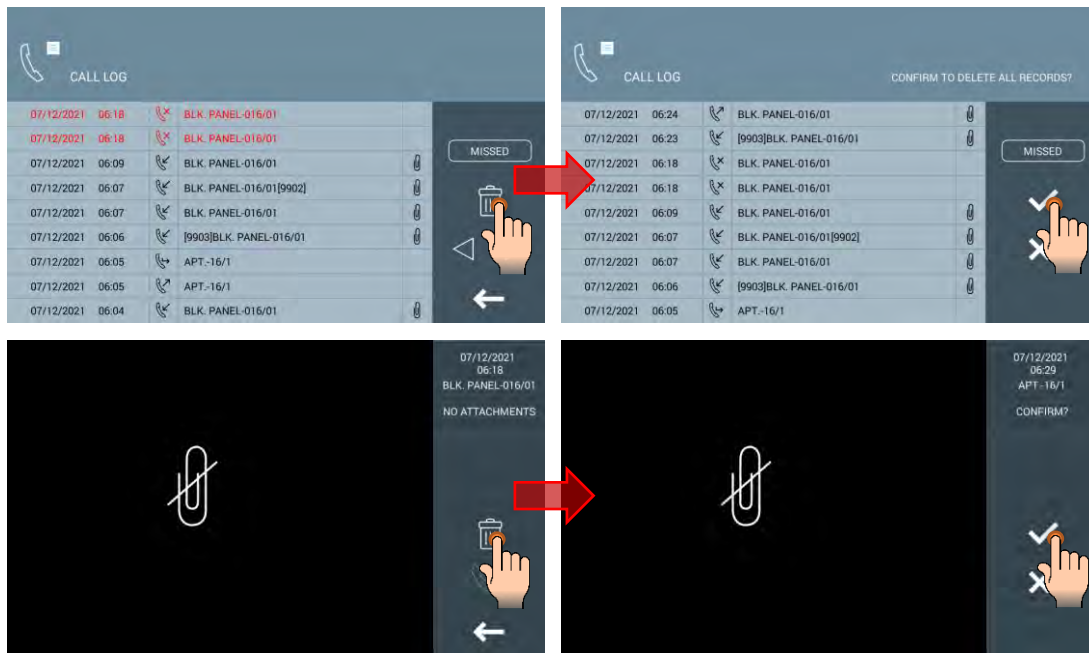 CALL LOG
07/12/2021 06:18 BLK. PANEL-016/01
07/12/2021 06:18 BLK. PANEL-016/01
07/12/2021 06:09 BLK. PANEL-016/01
07/12/2021 06:07 BLK. PANEL-016/01[9902]
07/12/2021 06:07 BLK. PANEL-016/01
07/12/2021 06:06 [9903]BLK. PANEL-016/01
07/12/2021 06:05 APT.-16/1
07/12/2021 06:05 APT.-16/1
07/12/2021 06:04 BLK. PANEL-016/01
MISSED
CALL LOG
CONFIRM TO DELETE ALL RECORDS?
07/12/2021 06:24 BLK. PANEL-016/01
07/12/2021 06:23 [9903]BLK. PANEL-016/01
07/12/2021 06:18 BLK. PANEL-016/01
07/12/2021 06:18 BLK. PANEL-016/01
07/12/2021 06:09 BLK. PANEL-016/01
07/12/2021 06:07 BLK. PANEL-016/01[9902]
07/12/2021 06:07 BLK. PANEL-016/01
07/12/2021 06:06 [9903]BLK. PANEL-016/01
07/12/2021 06:05 APT.-16/1
MISSED
07/12/2021
06:18
BLK. PANEL-016/01
NO ATTACHMENTS
07/12/2021
06:29
APT.-16/1
CONFIRM?